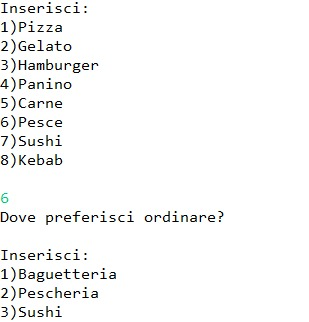 Inserisci:
1)Pizza
2)Gelato
3)Hamburger
4)Panino
5)Carne
6)Pesce
7)Sushi
8)Kebab
6
Dove preferisci ordinare?
Inserisci:
1)Baguetteria
2)Pescheria
3)Sushi